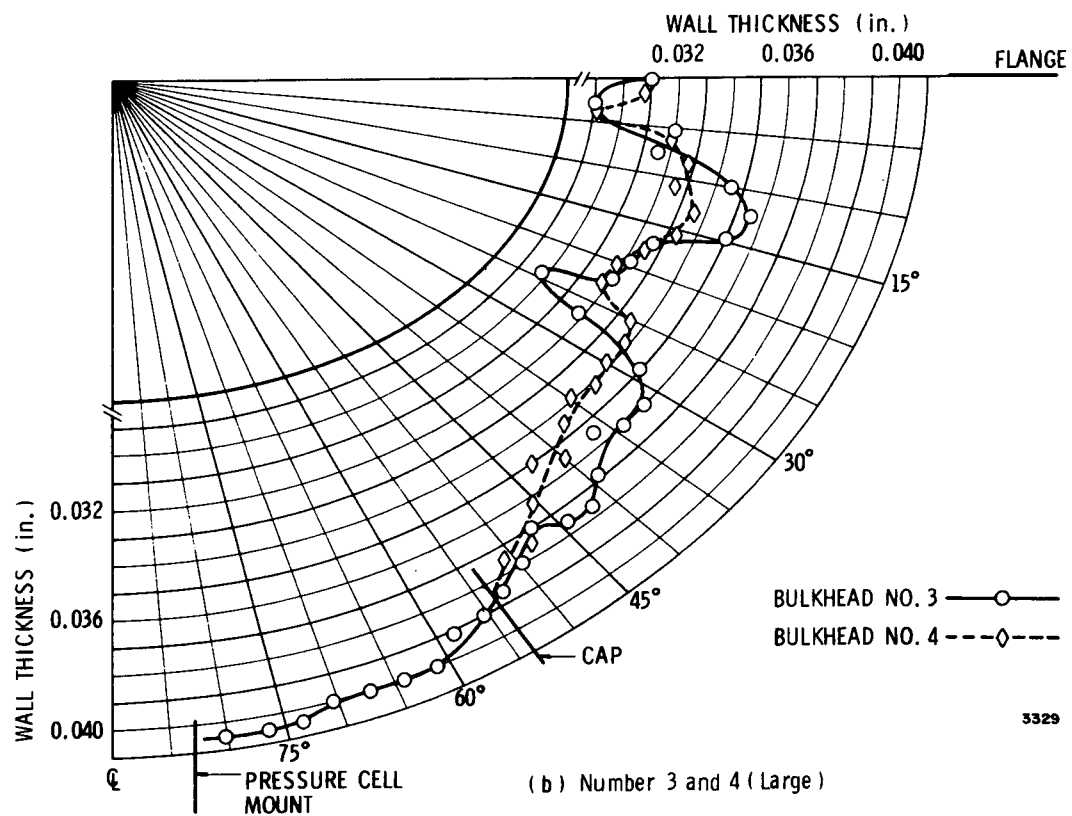 WALL THICKNESS (in.)
0.032 0.036 0.040
FLANGE
15°
30°
45°
60°
75°
WALL THICKNESS (in.)
0.032
0.036
0.040
BULKHEAD NO. 3
BULKHEAD NO. 4
CAP
3329
℄
PRESSURE CELL
MOUNT
(b) Number 3 and 4 (Large)